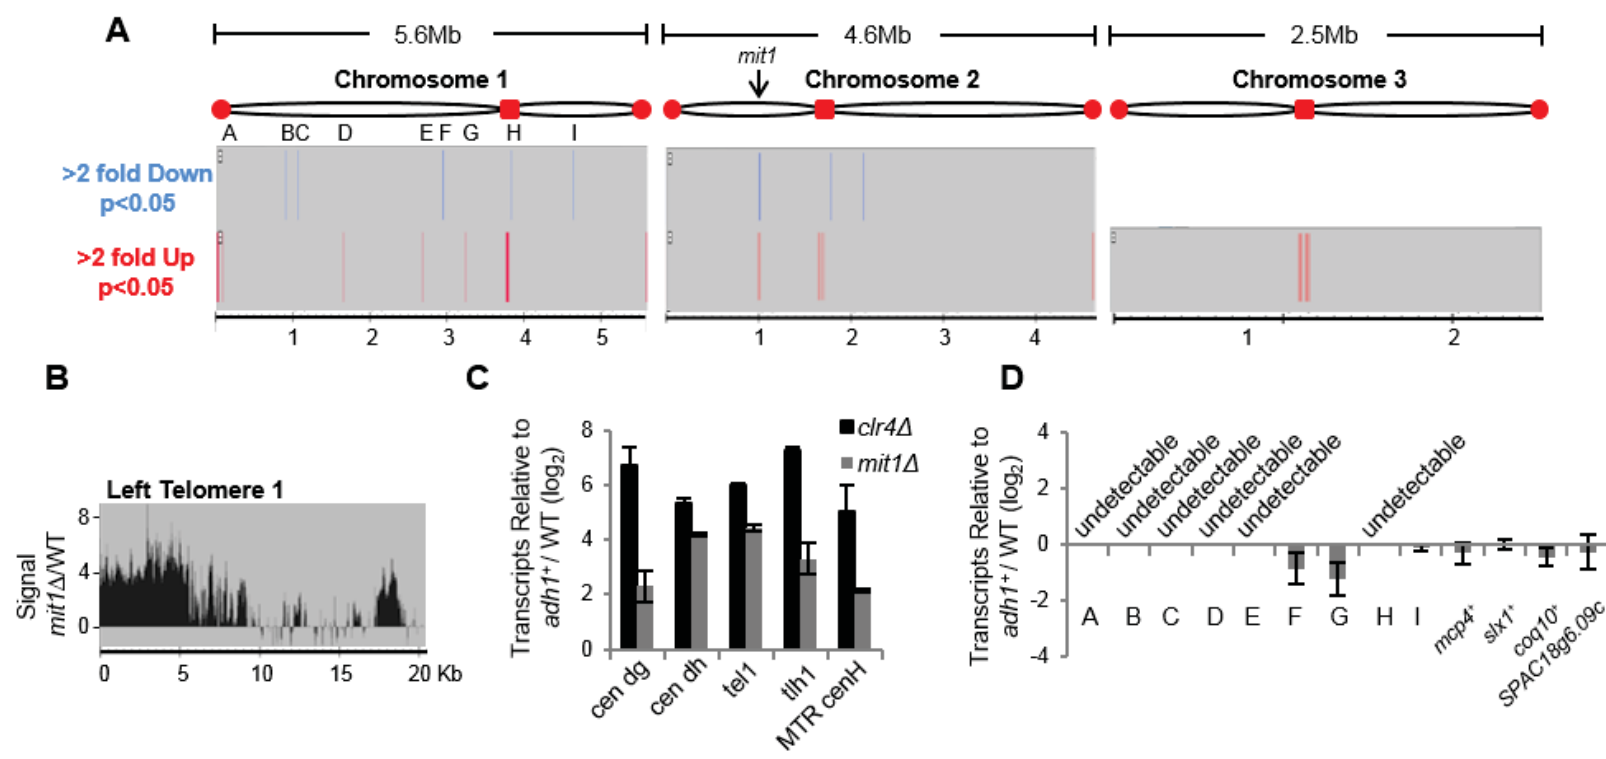 A
5.6Mb
4.6Mb
2.5Mb
mit1
Chromosome 1
Chromosome 2
Chromosome 3
A BC D E F G H I
>2 fold Down
p<0.05
>2 fold Up
p<0.05
1 2 3 4 5
1 2 3 4
1 2
B
Left Telomere 1
Signal
mit1Δ/WT
8
4
0
0 5 10 15 20 Kb
C
Transcripts Relative to
adh1⁺/ WT (log₂)
8
6
4
2
0
clr4Δ
mit1Δ
cen dg
cen dh
tel1
tlh1
MTR cenH
D
Transcripts Relative to
adh1⁺/ WT (log₂)
4
2
0
-2
-4
undetectable
undetectable
undetectable
undetectable
undetectable
undetectable
A B C D E F G H I
mcp4⁺
slx1⁺
coq10⁺
SPAC18g6.09c